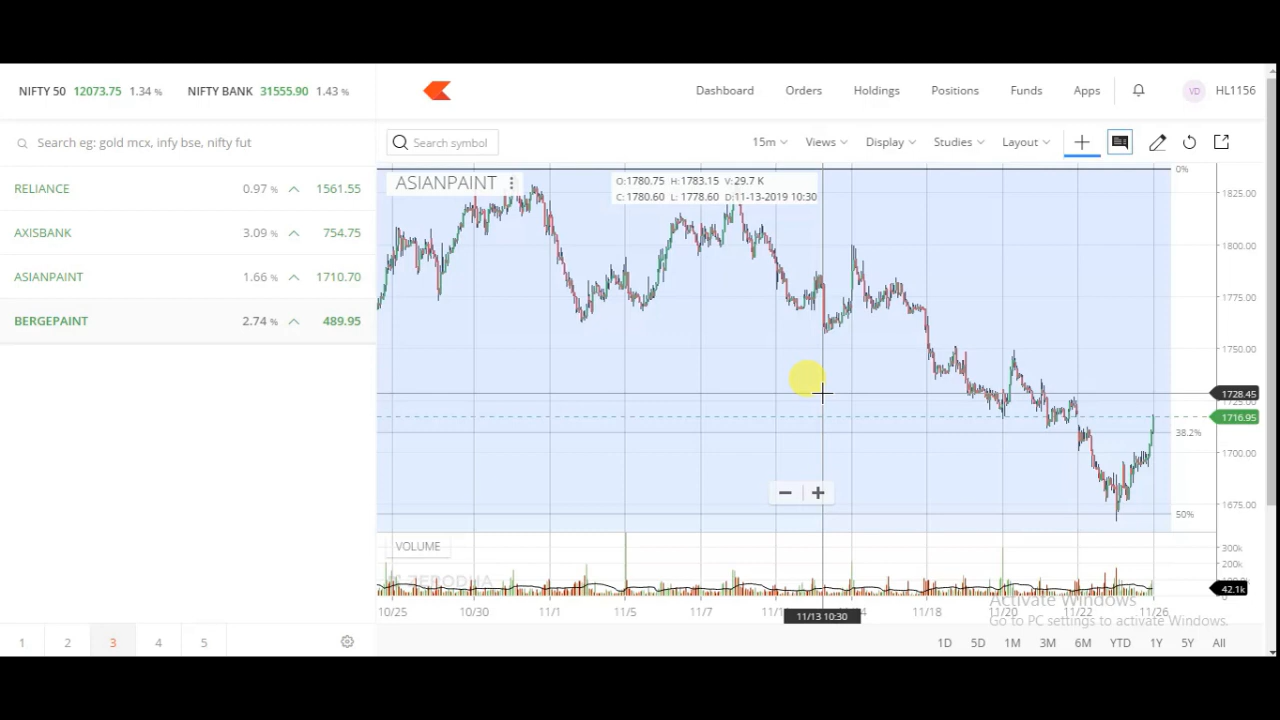 NIFTY 50 12073.75 1.34 % NIFTY BANK 31555.90 1.43 %
Dashboard Orders Holdings Positions Funds Apps VD HL1156
Search eg: gold mcx, infy bse, nifty fut
Search symbol 15m Views Display Studies Layout
RELIANCE 0.97 % 1561.55
AXISBANK 3.09 % 754.75
ASIANPAINT 1.66 % 1710.70
BERGEPAINT 2.74 % 489.95
ASIANPAINT
O:1780.75 H:1783.15 V:29.7 K
C:1780.60 L: 1778.60 D:11-13-2019 10:30
0%
1825.00
1800.00
1775.00
1750.00
1728.45
1725.00
1716.95
38.2%
1700.00
1675.00
50%
VOLUME
300k
200k
ZERODHA
42.1k
10/25 10/30 11/1 11/5 11/7 11/13 10:30 11/18 11/20 11/22 11/26
Activate Windows
Go to PC settings to activate Windows.
1 2 3 4 5
1D 5D 1M 3M 6M YTD 1Y 5Y All